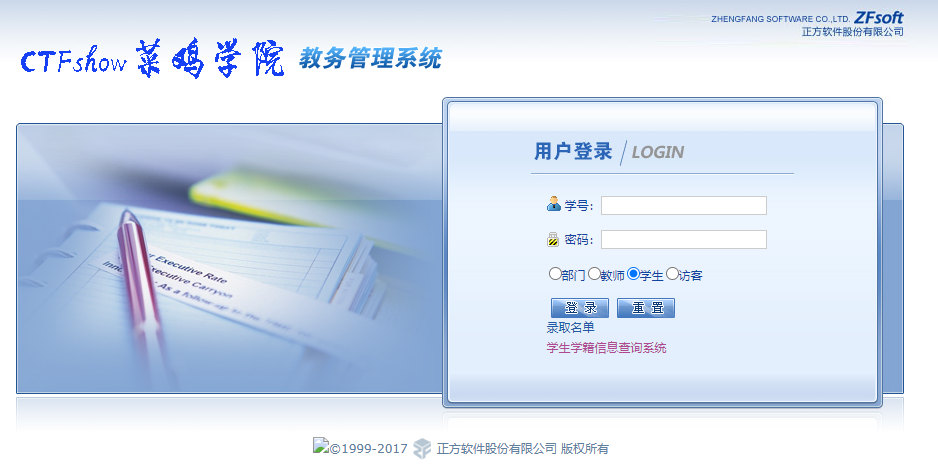 ZHENGFANG SOFTWARE CO.,LTD. ZFsoft
正方软件股份有限公司
CTFshow 菜鸡学院 教务管理系统
用户登录 / LOGIN
学号:
密码:
部门 教师 学生 访客
登录 重置
录取名单
学生学籍信息查询系统
Executive Rate
Executive Carryon
As a follow-up
©1999-2017 正方软件股份有限公司 版权所有